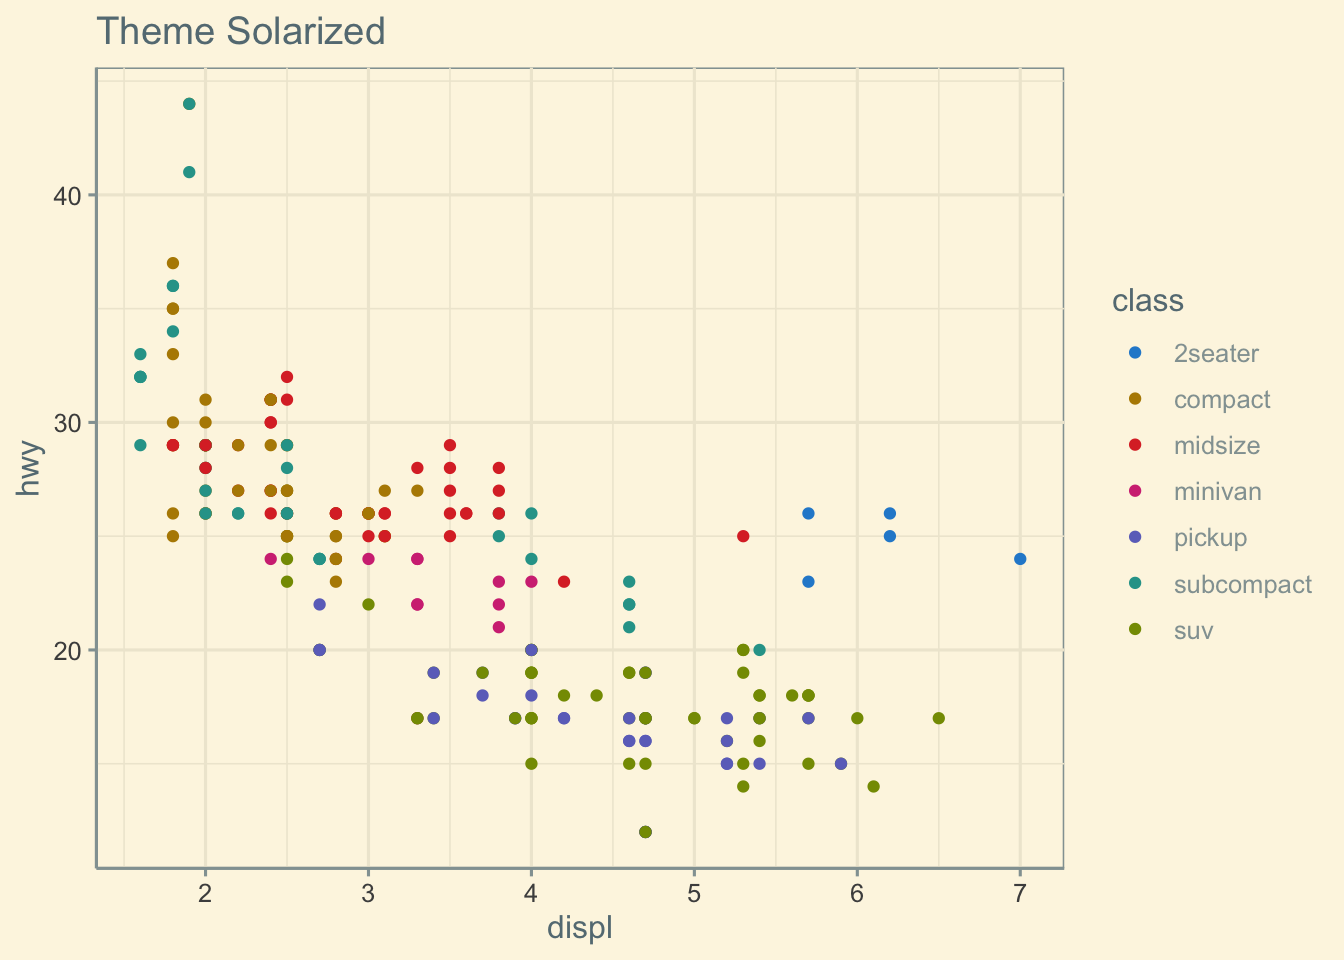 Theme Solarized
40
30
20
hwy
2 3 4 5 6 7
displ
class
2seater
compact
midsize
minivan
pickup
subcompact
suv